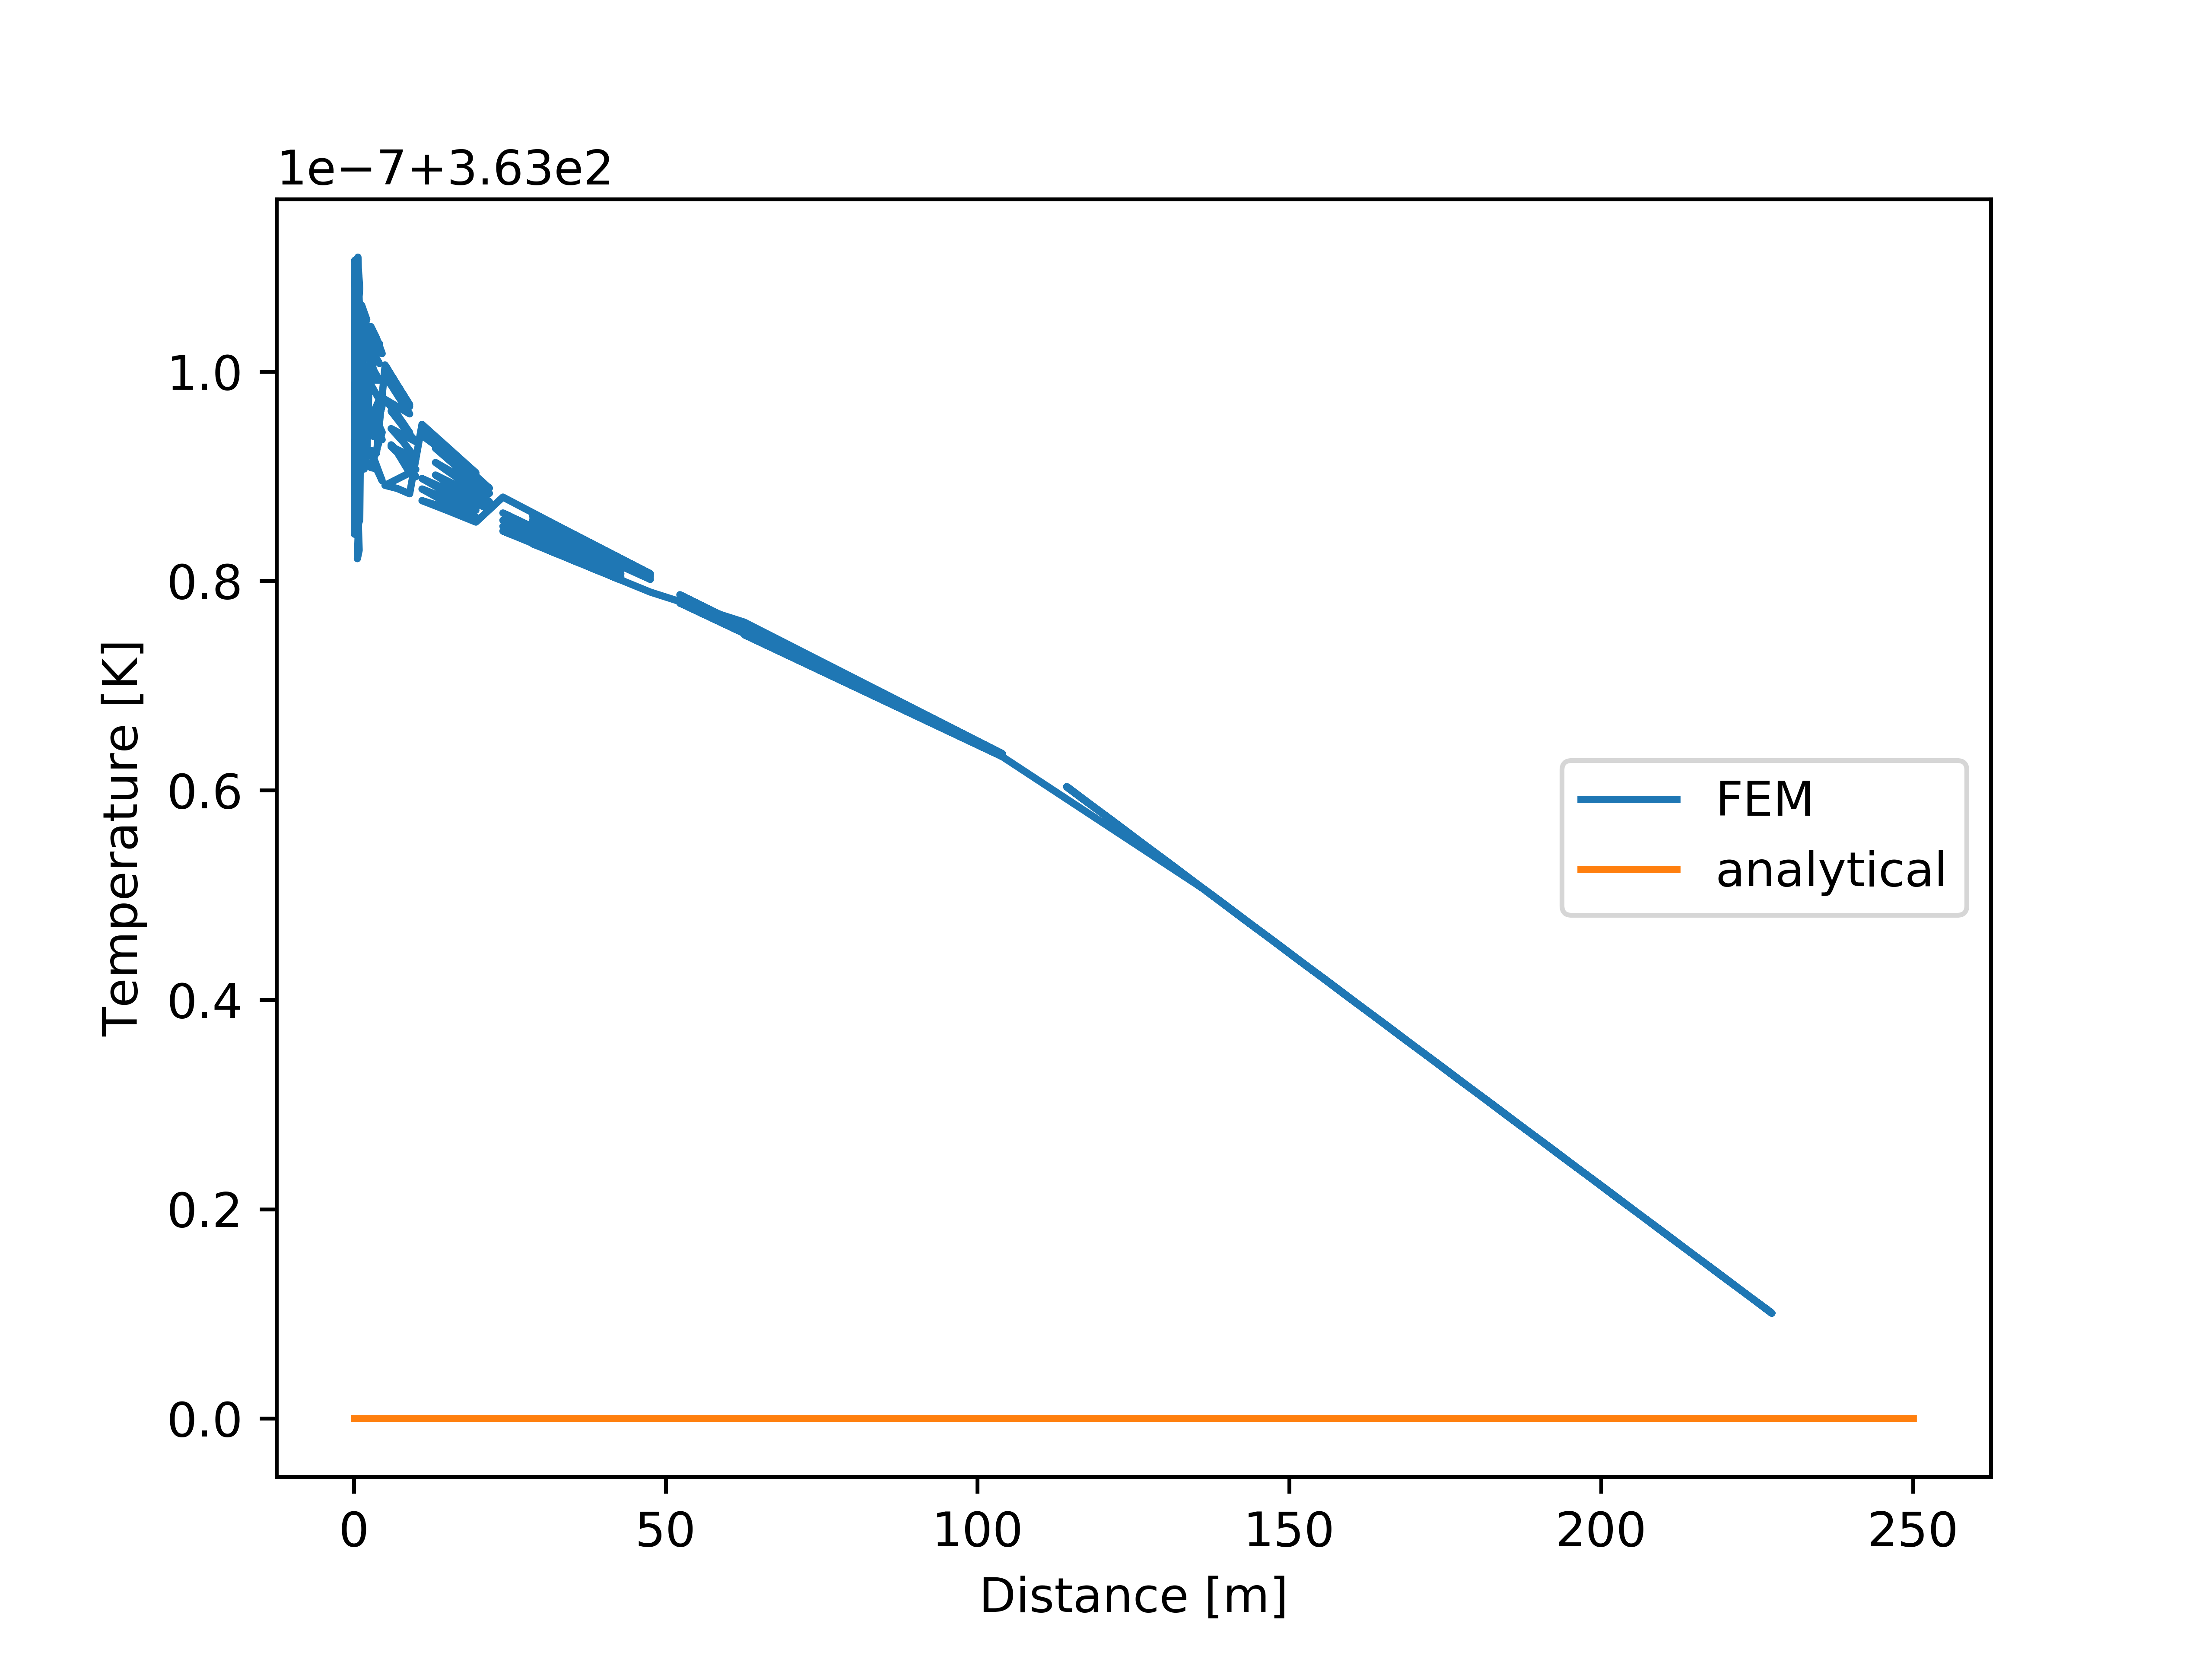 1e−7+3.63e2
1.0
0.8
0.6
0.4
0.2
0.0
Temperature [K]
FEM
analytical
0 50 100 150 200 250
Distance [m]